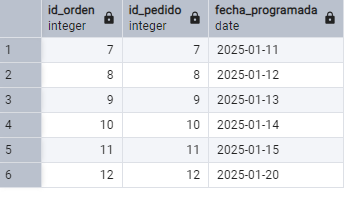 id_orden id_pedido fecha_programada
integer integer date
1 7 7 2025-01-11
2 8 8 2025-01-12
3 9 9 2025-01-13
4 10 10 2025-01-14
5 11 11 2025-01-15
6 12 12 2025-01-20